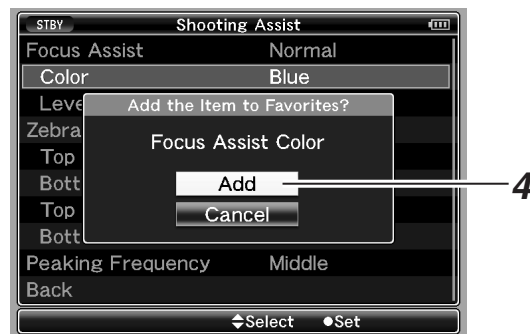 STBY Shooting Assist
Focus Assist Normal
Color Blue
Leve
Add the Item to Favorites?
Zebra
Focus Assist Color
Top
Bott
Add
4
Top
Cancel
Bott
Peaking Frequency Middle
Back
Select Set